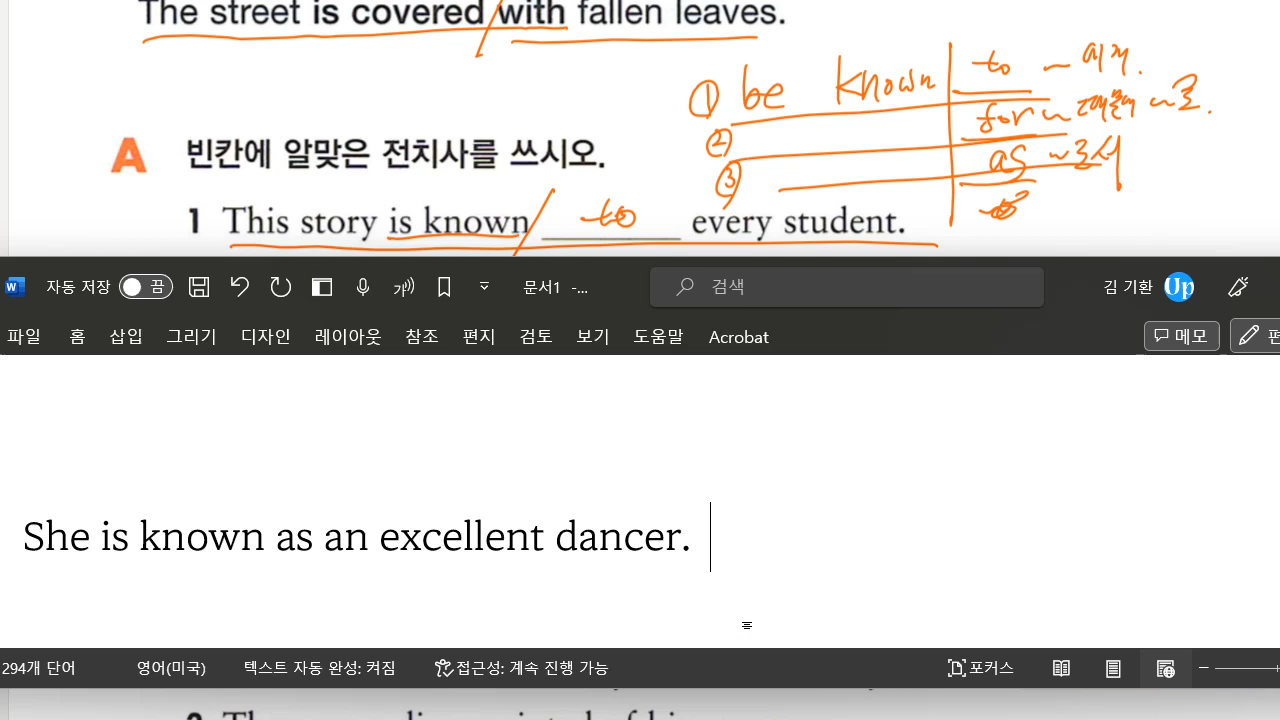 The street is covered with fallen leaves.
① be known to ~ 에게.
② for ~ 때문에 ~로.
③ as ~로서
A 빈칸에 알맞은 전치사를 쓰시오.
1 This story is known to every student.
자동 저장 끔 가)) 문서1 -... 검색 김 기환 Up
파일 홈 삽입 그리기 디자인 레이아웃 참조 편지 검토 보기 도움말 Acrobat 메모 편
She is known as an excellent dancer.
294개 단어 영어(미국) 텍스트 자동 완성: 켜짐 접근성: 계속 진행 가능 포커스